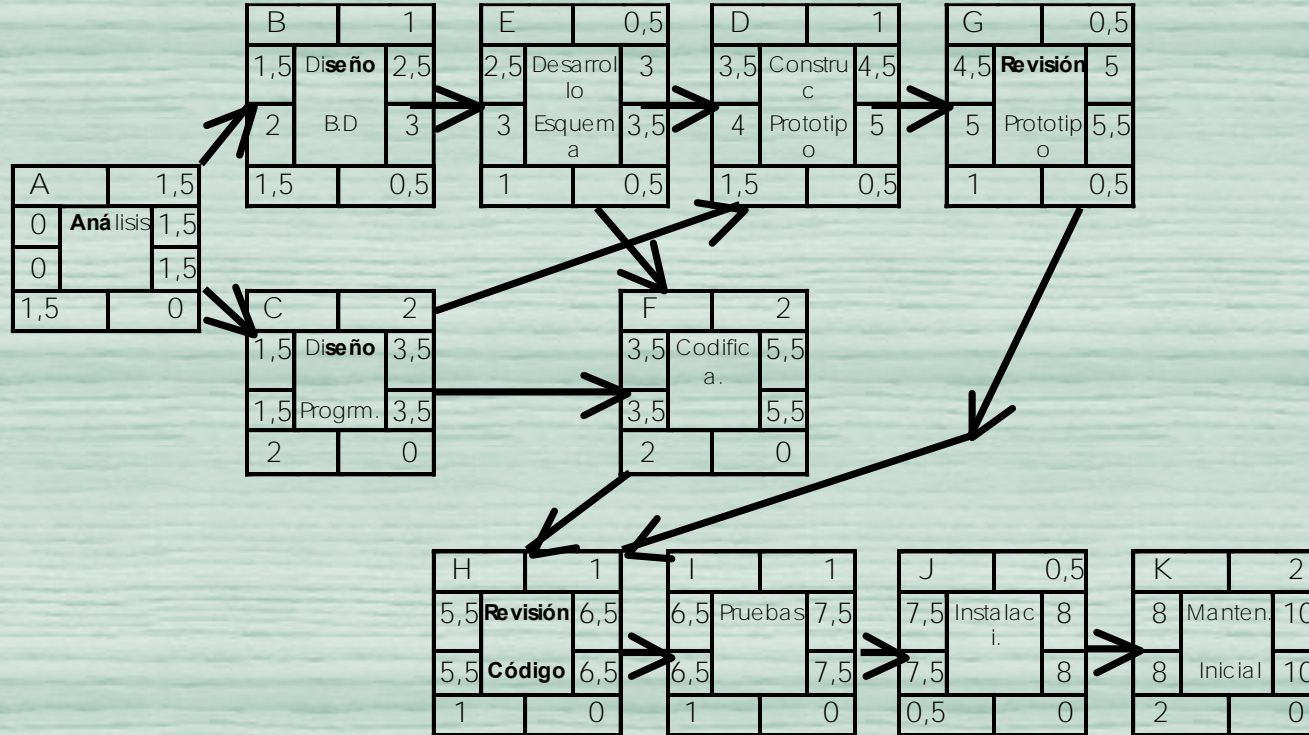 B 1
1,5 Diseño 2,5
2 B.D 3
1,5 0,5
E 0,5
2,5 Desarrol 3
lo
3 Esquem 3,5
a
1 0,5
D 1
3,5 Constru 4,5
c
4 Prototip 5
o
1,5 0,5
G 0,5
4,5 Revisión 5
5 Prototip 5,5
o
1 0,5
A 1,5
0 Análisis 1,5
0 1,5
1,5 0
C 2
1,5 Diseño 3,5
1,5 Progrm. 3,5
2 0
F 2
3,5 Codific 5,5
a.
3,5 5,5
2 0
H 1
5,5 Revisión 6,5
5,5 Código 6,5
1 0
I 1
6,5 Pruebas 7,5
6,5 7,5
1 0
J 0,5
7,5 Instalac 8
i.
7,5 8
0,5 0
K 2
8 Manten. 10
8 Inicial 10
2 0